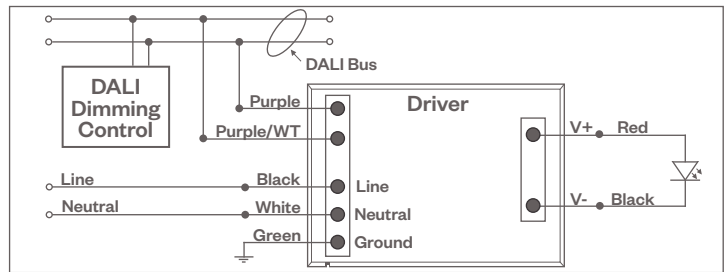 DALI Bus
DALI
Dimming
Control
Driver
Purple
Purple/WT
V+ Red
Line Black Line
Neutral White Neutral
V- Black
Green Ground